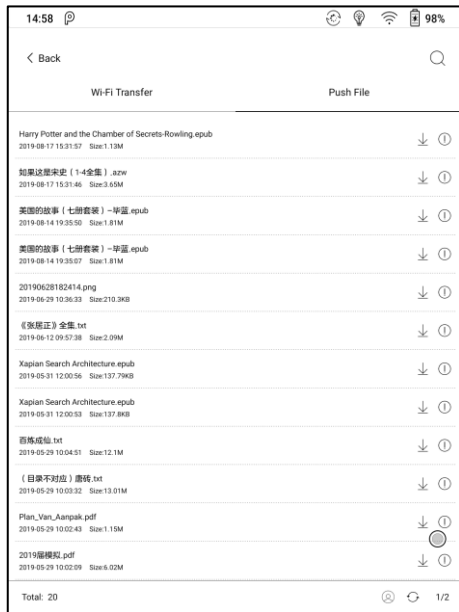 14:58 98%
Back
Wi-Fi Transfer Push File
Harry Potter and the Chamber of Secrets-Rowling.epub
2019-08-17 15:31:57 Size:1.13M
如果这是宋史（1-4全集）.azw
2019-08-17 15:31:46 Size:3.65M
美国的故事（七册套装）-毕蓝.epub
2019-08-14 19:35:50 Size:1.81M
美国的故事（七册套装）-毕蓝.epub
2019-08-14 19:35:07 Size:1.81M
20190628182414.png
2019-06-29 10:36:33 Size:210.3KB
《张居正》全集.txt
2019-06-12 09:57:38 Size:2.09M
Xapian Search Architecture.epub
2019-05-31 12:00:56 Size:137.79KB
Xapian Search Architecture.epub
2019-05-31 12:00:53 Size:137.8KB
百炼成仙.txt
2019-05-29 10:04:51 Size:12.1M
（目录不对应）唐砖.txt
2019-05-29 10:03:32 Size:13.01M
Plan_Van_Aanpak.pdf
2019-05-29 10:02:43 Size:1.15M
2019届模拟.pdf
2019-05-29 10:02:09 Size:6.02M
Total: 20 1/2